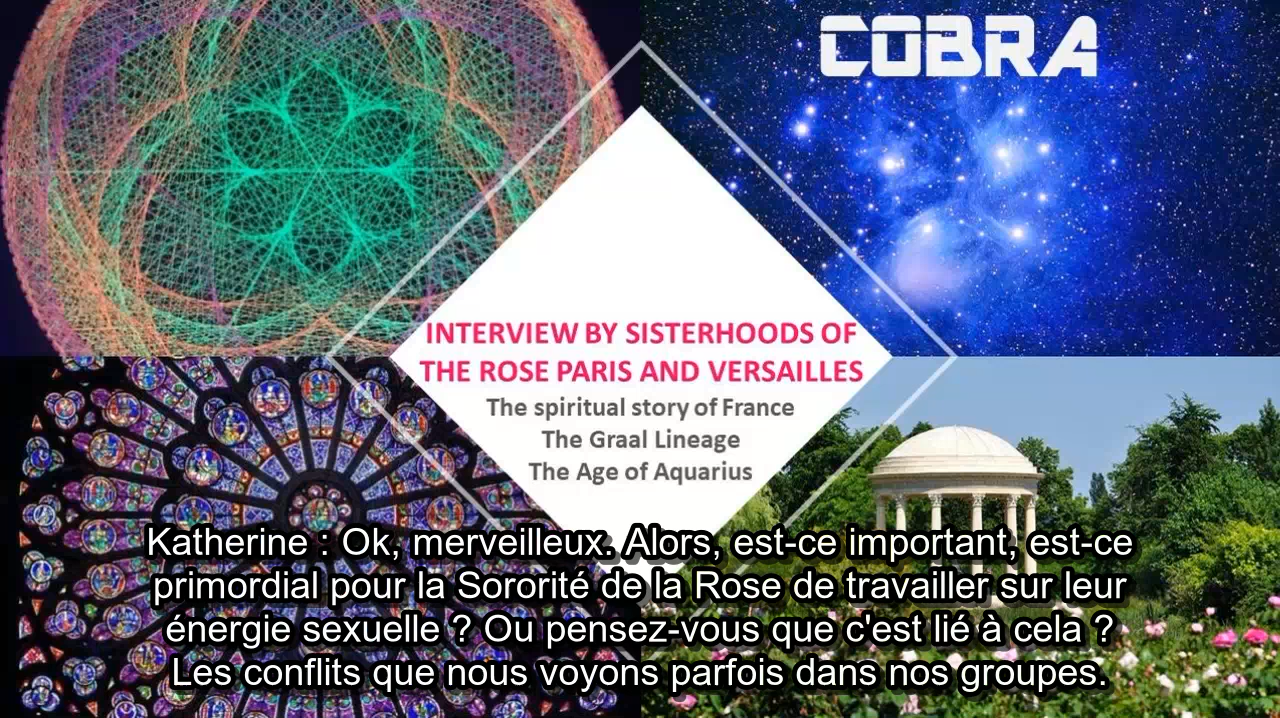 COBRA
INTERVIEW BY SISTERHOODS OF
THE ROSE PARIS AND VERSAILLES
The spiritual story of France
The Graal Lineage
The Age of Aquarius
Katherine : Ok, merveilleux. Alors, est-ce important, est-ce
primordial pour la Sororité de la Rose de travailler sur leur
énergie sexuelle ? Ou pensez-vous que c'est lié à cela ?
Les conflits que nous voyons parfois dans nos groupes.